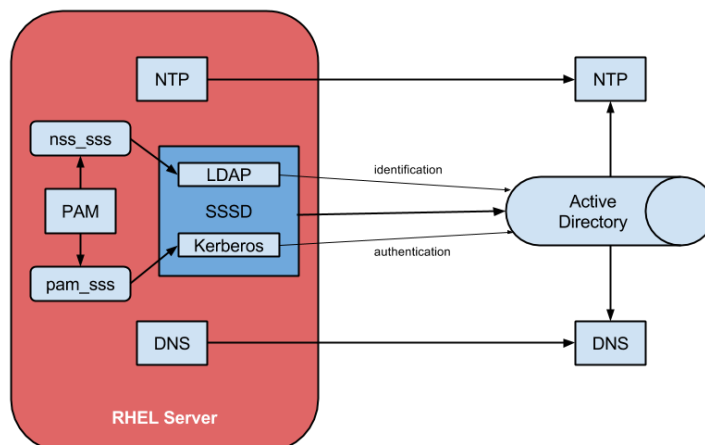 NTP
NTP
nss_sss
LDAP
identification
PAM
SSSD
Active
Directory
Kerberos
authentication
pam_sss
DNS
DNS
RHEL Server